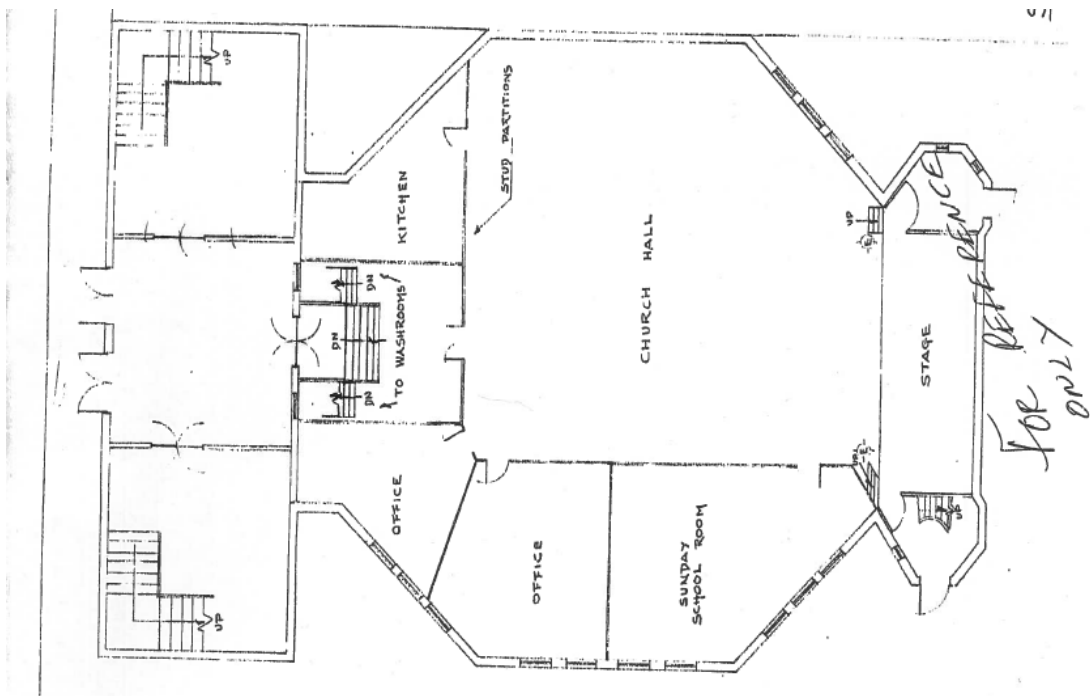 UP
KITCHEN
STUD PARTITIONS
DN
DN
DN
TO WASHROOMS
CHURCH HALL
UP
E
UP
E
STAGE
UP
OFFICE
OFFICE
SUNDAY
SCHOOL ROOM
UP
FOR REFERENCE
ONLY